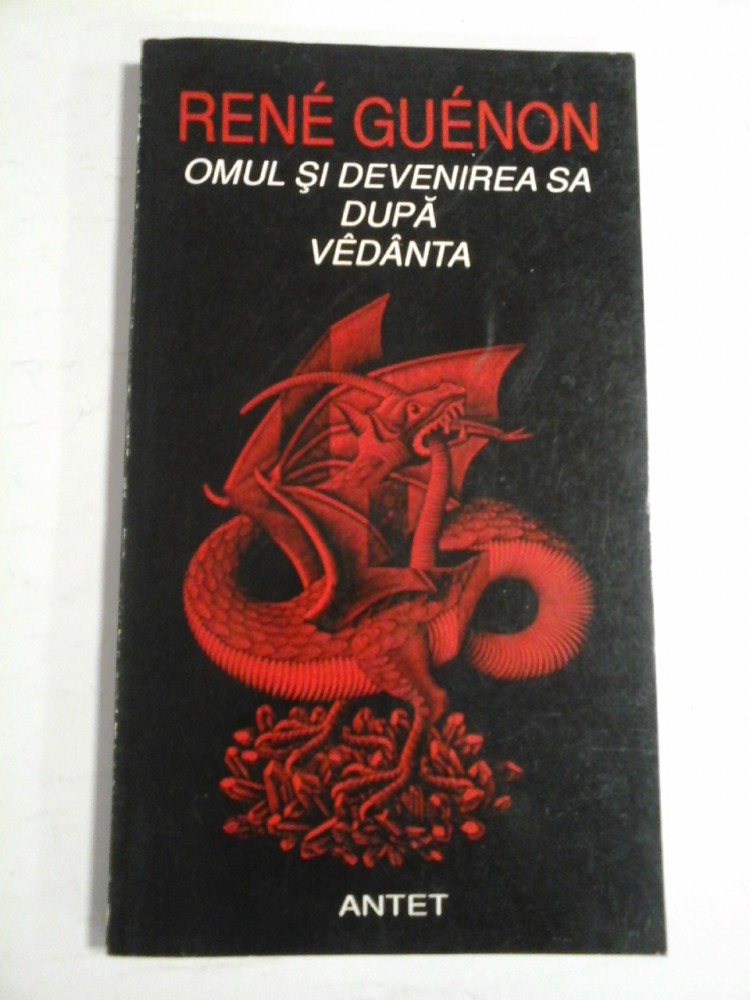 RENÉ GUÉNON
OMUL ŞI DEVENIREA SA
DUPĂ
VÊDÂNTA
ANTET